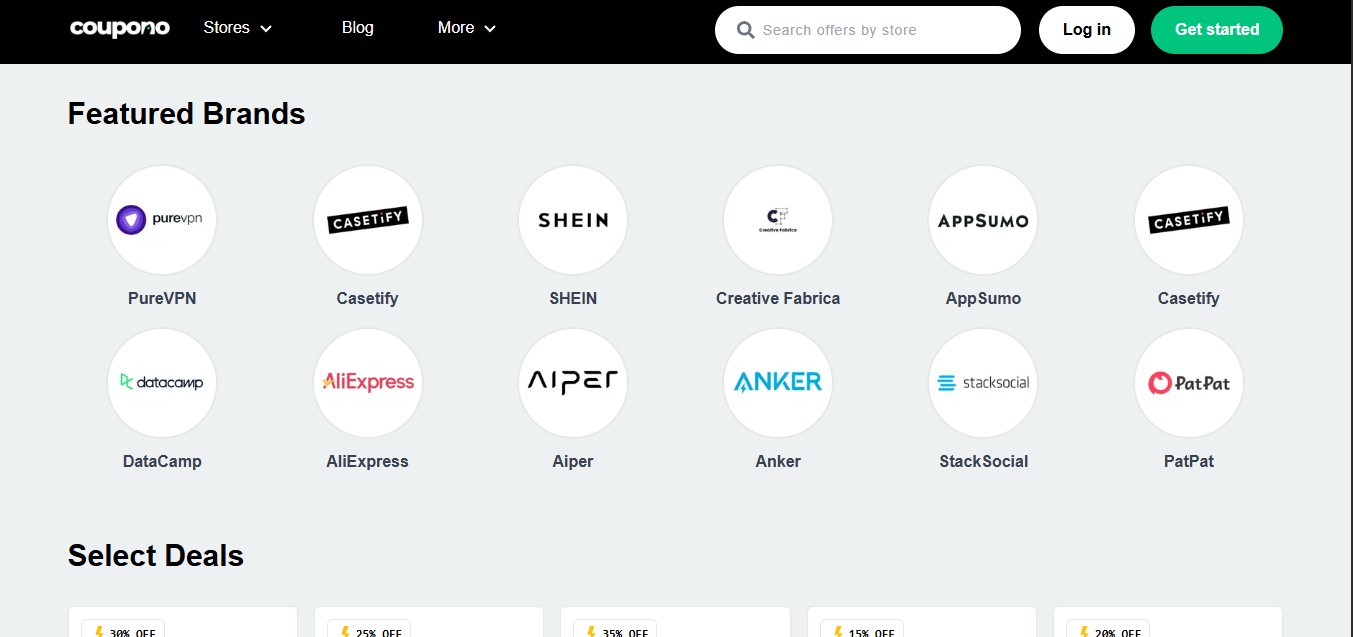 coupono Stores Blog More Search offers by store Log in Get started
Featured Brands
purevpn CASETiFY SHEIN Creative Fabrica APPSUMO CASETiFY
PureVPN Casetify SHEIN Creative Fabrica AppSumo Casetify
datacamp AliExpress AIPER ANKER stacksocial PatPat
DataCamp AliExpress Aiper Anker StackSocial PatPat
Select Deals
30% OFF 25% OFF 35% OFF 15% OFF 20% OFF